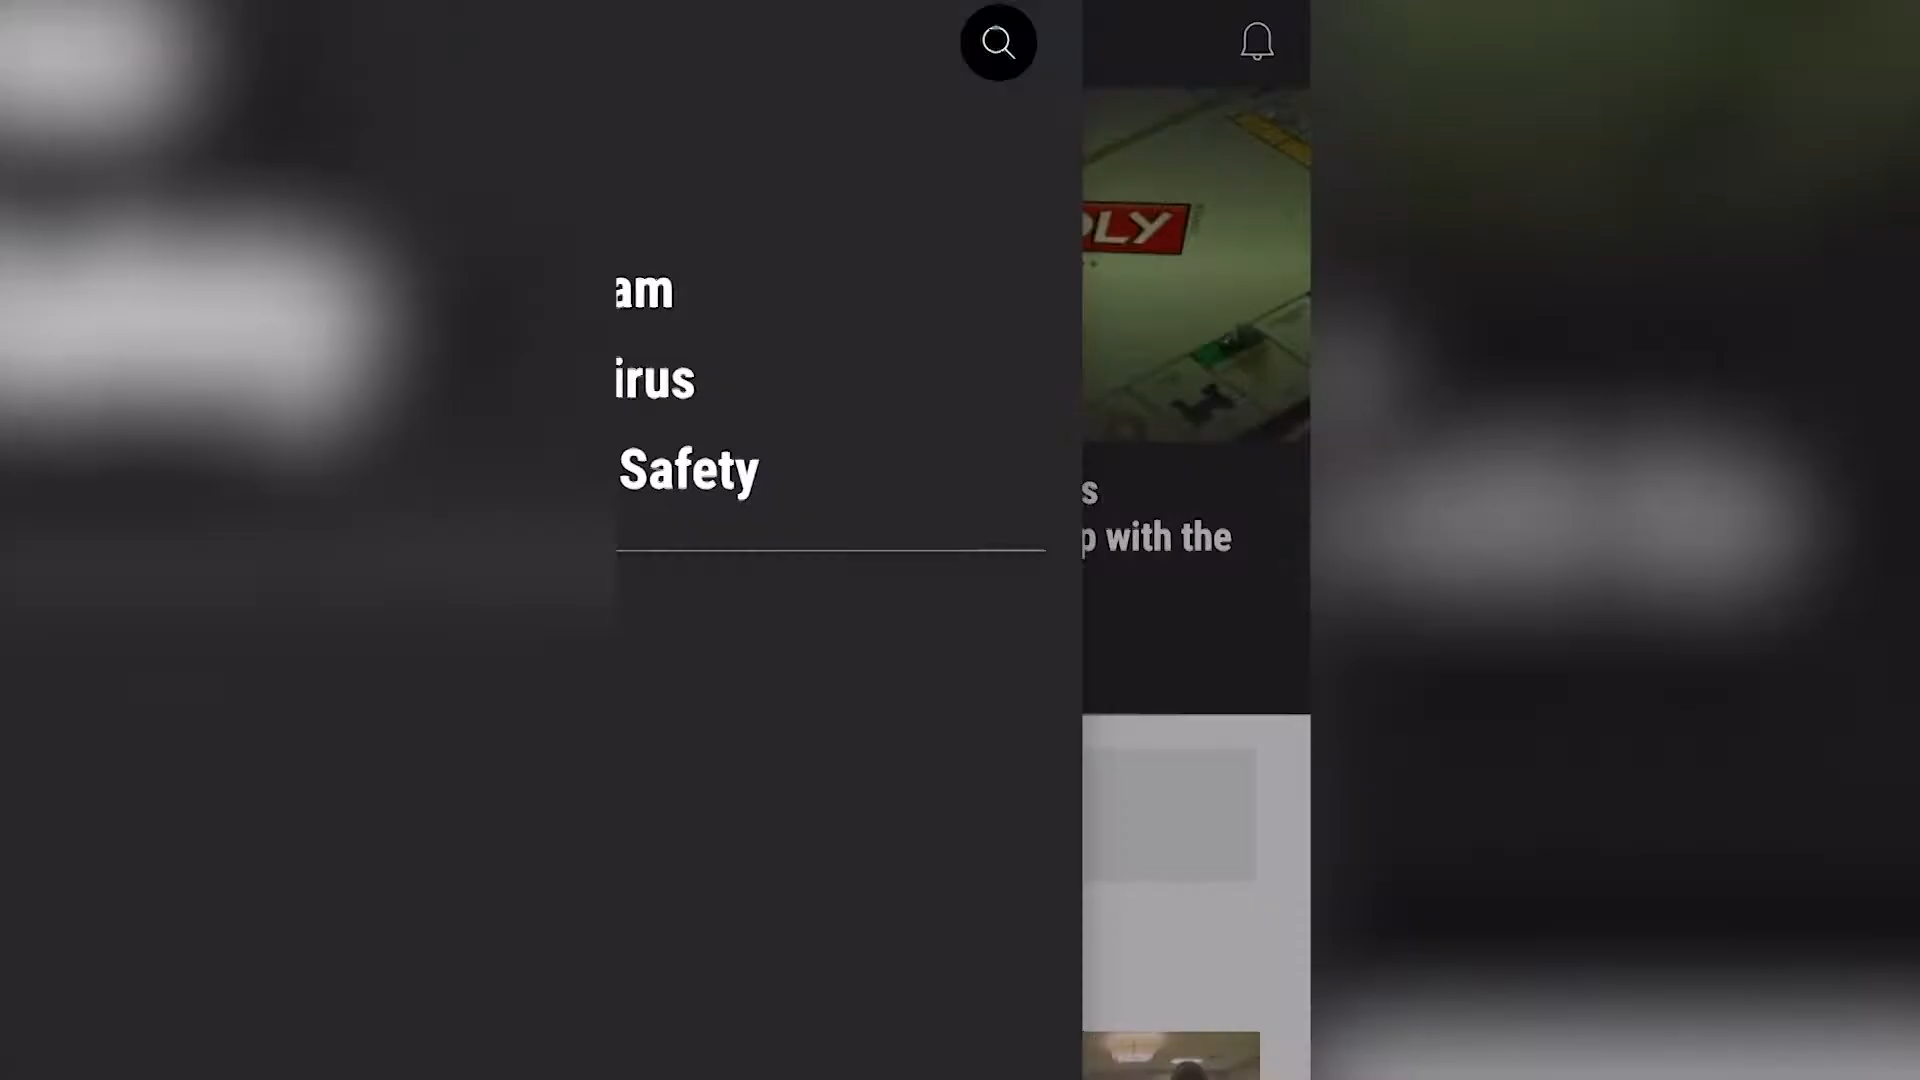 am
irus
Safety
OLY
s
p with the